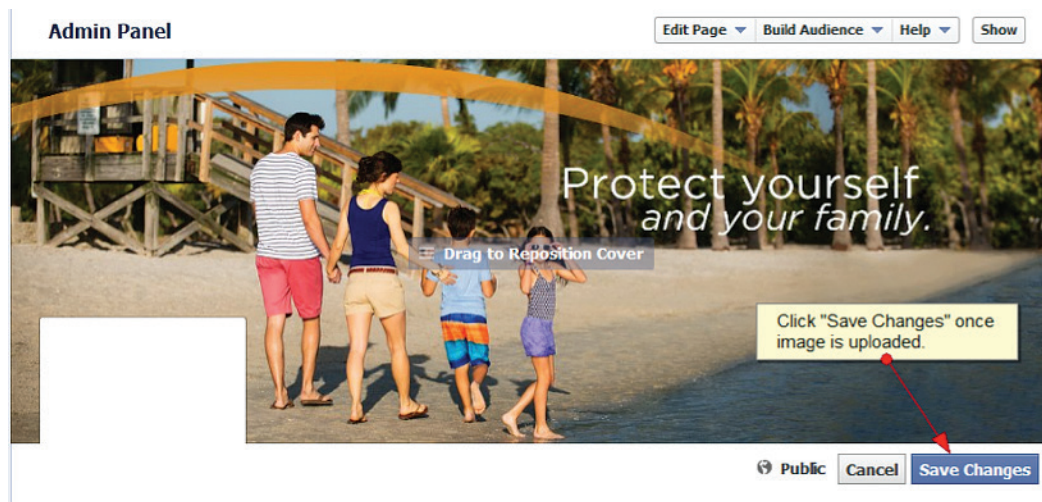 Admin Panel
Edit Page Build Audience Help Show
Protect yourself
and your family.
Drag to Reposition Cover
Click "Save Changes" once
image is uploaded.
Public Cancel Save Changes